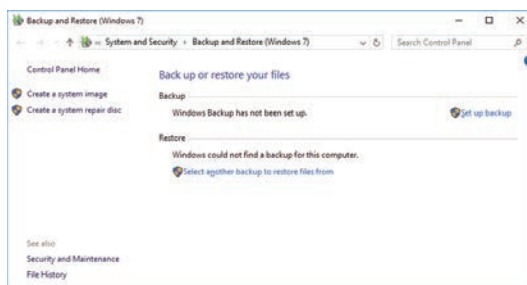 Backup and Restore (Windows 7)
System and Security › Backup and Restore (Windows 7)
Search Control Panel
Control Panel Home
Create a system image
Create a system repair disc
Back up or restore your files
Backup
Windows Backup has not been set up.
Set up backup
Restore
Windows could not find a backup for this computer.
Select another backup to restore files from
See also
Security and Maintenance
File History